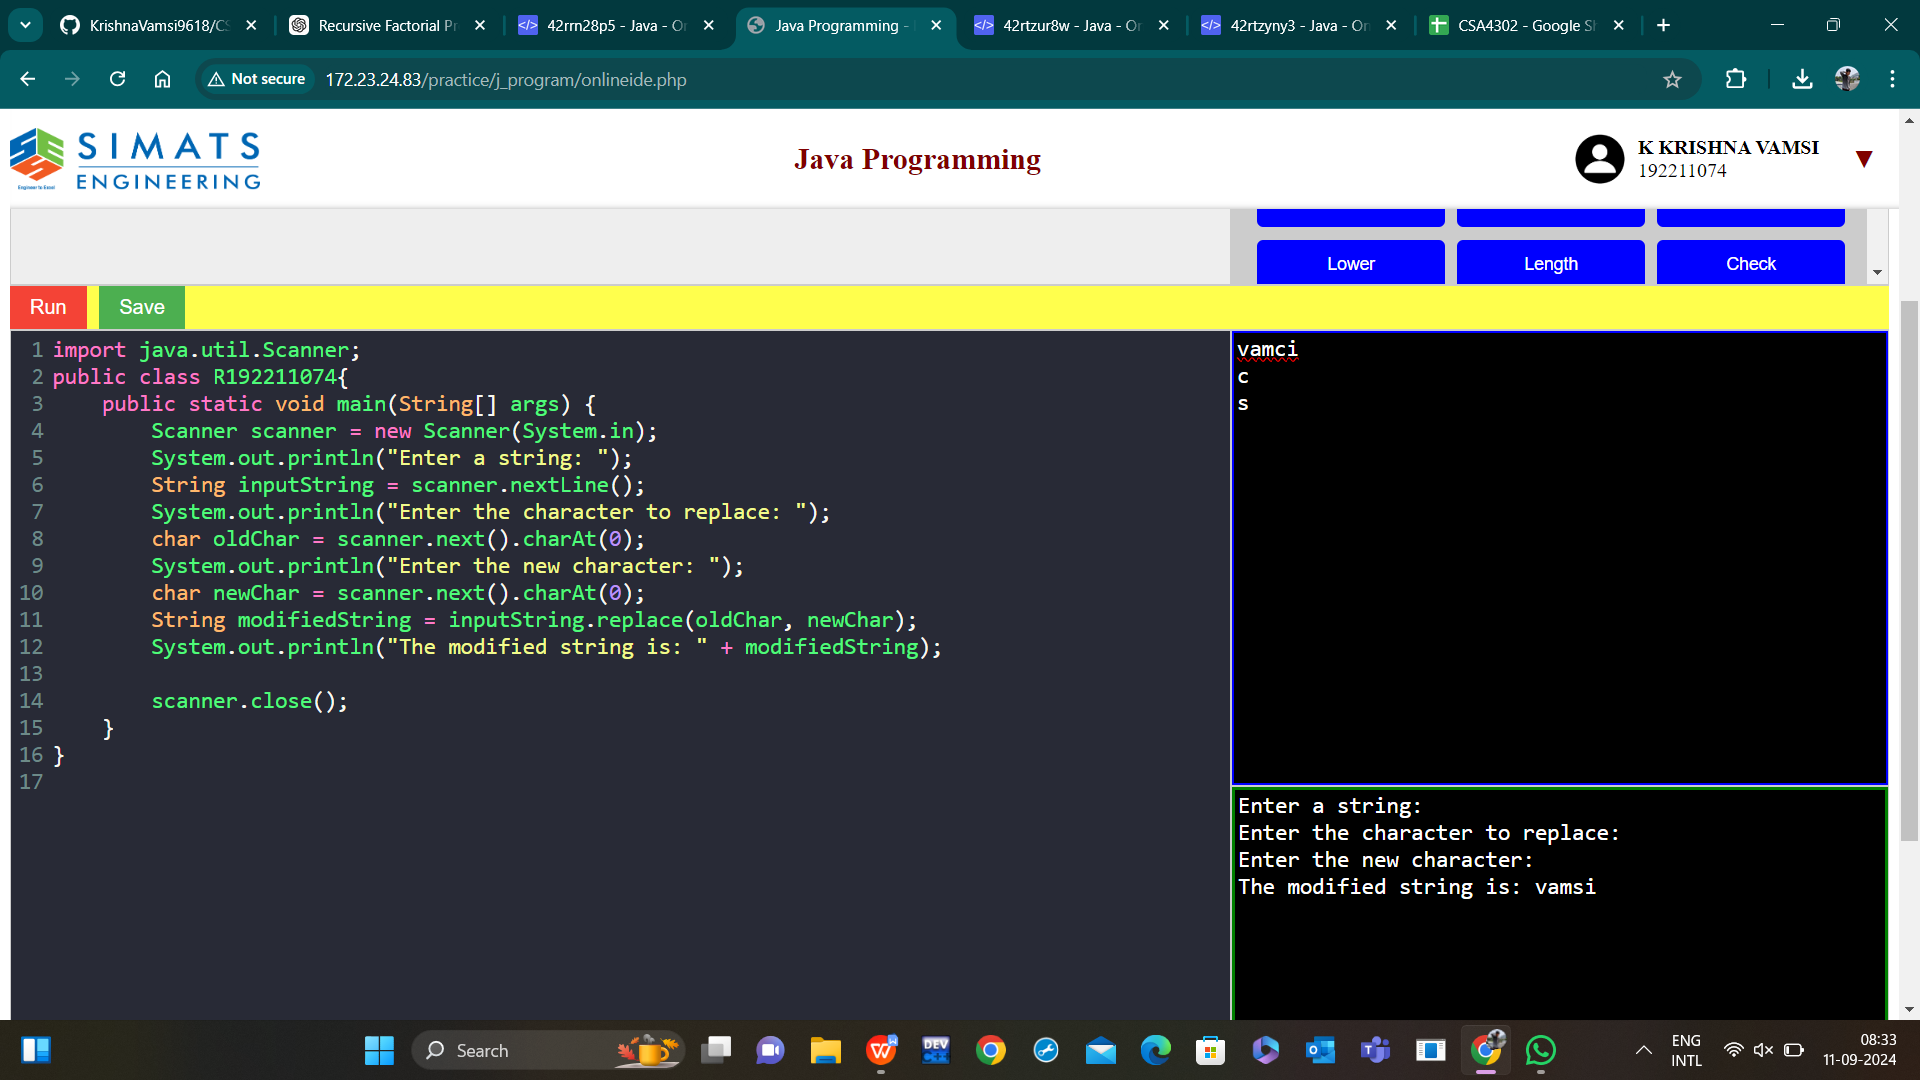 KrishnaVamsi9618/CS
Recursive Factorial Pr
42rrn28p5 - Java - Or
Java Programming -
42rtzur8w - Java - Or
42rtzyny3 - Java - On
CSA4302 - Google Sh
Not secure
172.23.24.83/practice/j_program/onlineide.php
SIMATS
ENGINEERING
Engineer to Excel
Java Programming
K KRISHNA VAMSI
192211074
Lower
Length
Check
Run
Save
1 import java.util.Scanner;
2 public class R192211074{
3 public static void main(String[] args) {
4 Scanner scanner = new Scanner(System.in);
5 System.out.println("Enter a string: ");
6 String inputString = scanner.nextLine();
7 System.out.println("Enter the character to replace: ");
8 char oldChar = scanner.next().charAt(0);
9 System.out.println("Enter the new character: ");
10 char newChar = scanner.next().charAt(0);
11 String modifiedString = inputString.replace(oldChar, newChar);
12 System.out.println("The modified string is: " + modifiedString);
13
14 scanner.close();
15 }
16 }
17
vamci
c
s
Enter a string:
Enter the character to replace:
Enter the new character:
The modified string is: vamsi
Search
DEV
C++
ENG
INTL
08:33
11-09-2024